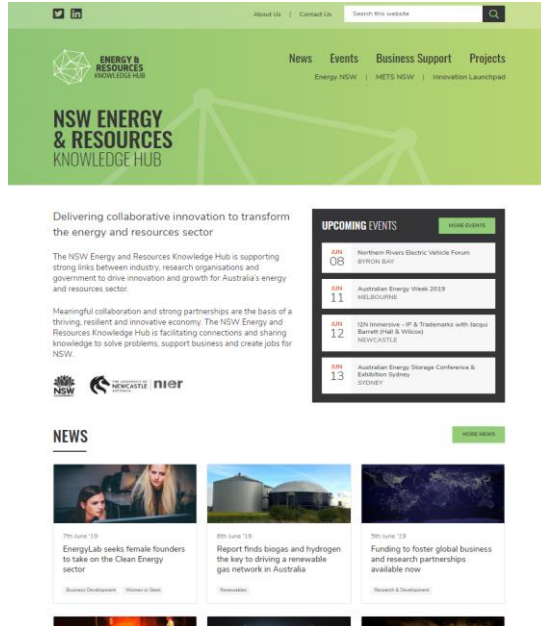 About Us | Contact Us Search this website
ENERGY &
RESOURCES
KNOWLEDGE HUB
News Events Business Support Projects
Energy NSW | METS NSW | Innovation Launchpad
NSW ENERGY
& RESOURCES
KNOWLEDGE HUB
Delivering collaborative innovation to transform
the energy and resources sector
The NSW Energy and Resources Knowledge Hub is supporting
strong links between industry, research organisations and
government to drive innovation and growth for Australia's energy
and resources sector.
Meaningful collaboration and strong partnerships are the basis of a
thriving, resilient and innovative economy. The NSW Energy and
Resources Knowledge Hub is facilitating connections and sharing
knowledge to solve problems, support business and create jobs for
NSW.
NSW
GOVERNMENT
THE UNIVERSITY OF
NEWCASTLE
AUSTRALIA
nier
UPCOMING EVENTS
MORE EVENTS
JUN
08
Northern Rivers Electric Vehicle Forum
BYRON BAY
JUN
11
Australian Energy Week 2019
MELBOURNE
JUN
12
I2N Immersive - IP & Trademarks with Jacqui
Barrett (Hall & Wilcox)
NEWCASTLE
JUN
13
Australian Energy Storage Conference &
Exhibition Sydney
SYDNEY
NEWS
MORE NEWS
7th June '19
EnergyLab seeks female founders
to take on the Clean Energy
sector
Business Development Women in Stem
6th June '19
Report finds biogas and hydrogen
the key to driving a renewable
gas network in Australia
Renewables
5th June '19
Funding to foster global business
and research partnerships
available now
Research & Development